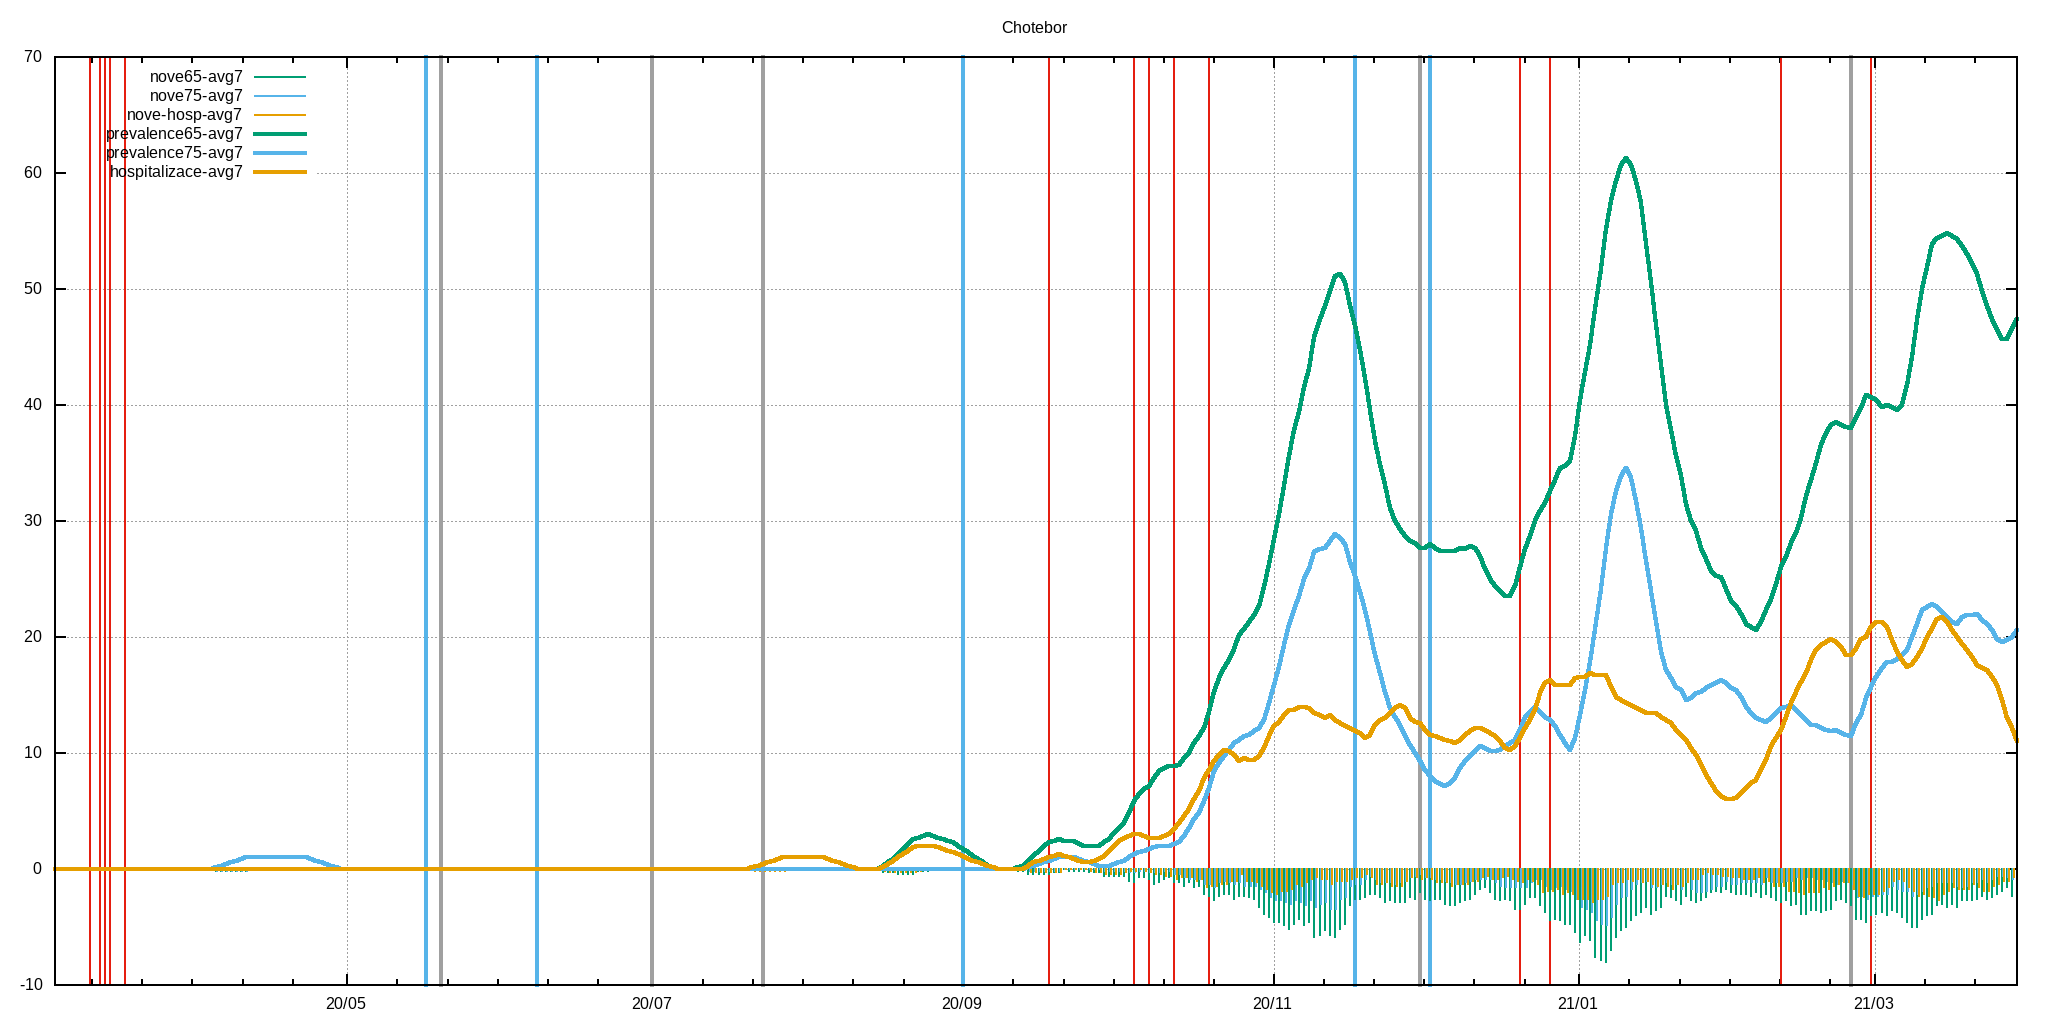 Chotebor
70
60
50
40
30
20
10
0
-10
nove65-avg7
nove75-avg7
nove-hosp-avg7
prevalence65-avg7
prevalence75-avg7
hospitalizace-avg7
20/05 20/07 20/09 20/11 21/01 21/03